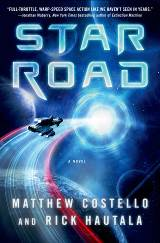 "FULL-THROTTLE, WARP-SPEED SPACE ACTION LIKE WE HAVEN'T SEEN IN YEARS."
—Jonathan Maberry, New York Times bestselling author of Extinction Machine
STAR
ROAD
A NOVEL
MATTHEW COSTELLO
AND RICK HAUTALA